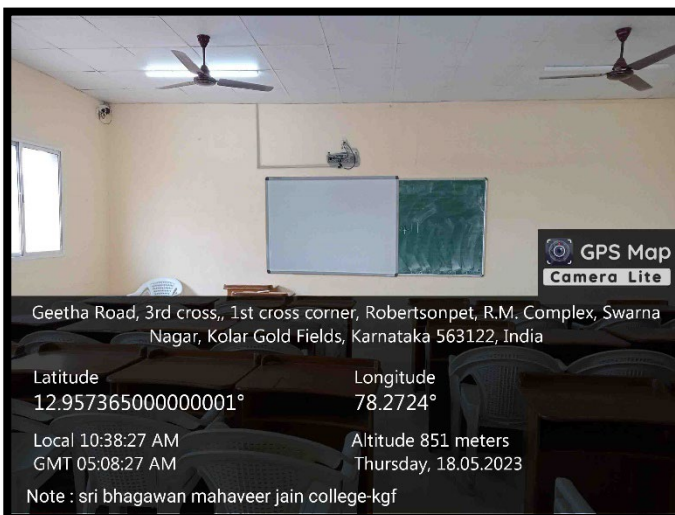 GPS Map
Camera Lite
Geetha Road, 3rd cross,, 1st cross corner, Robertsonpet, R.M. Complex, Swarna
Nagar, Kolar Gold Fields, Karnataka 563122, India
Latitude
12.957365000000001°
Longitude
78.2724°
Local 10:38:27 AM
GMT 05:08:27 AM
Altitude 851 meters
Thursday, 18.05.2023
Note : sri bhagawan mahaveer jain college-kgf